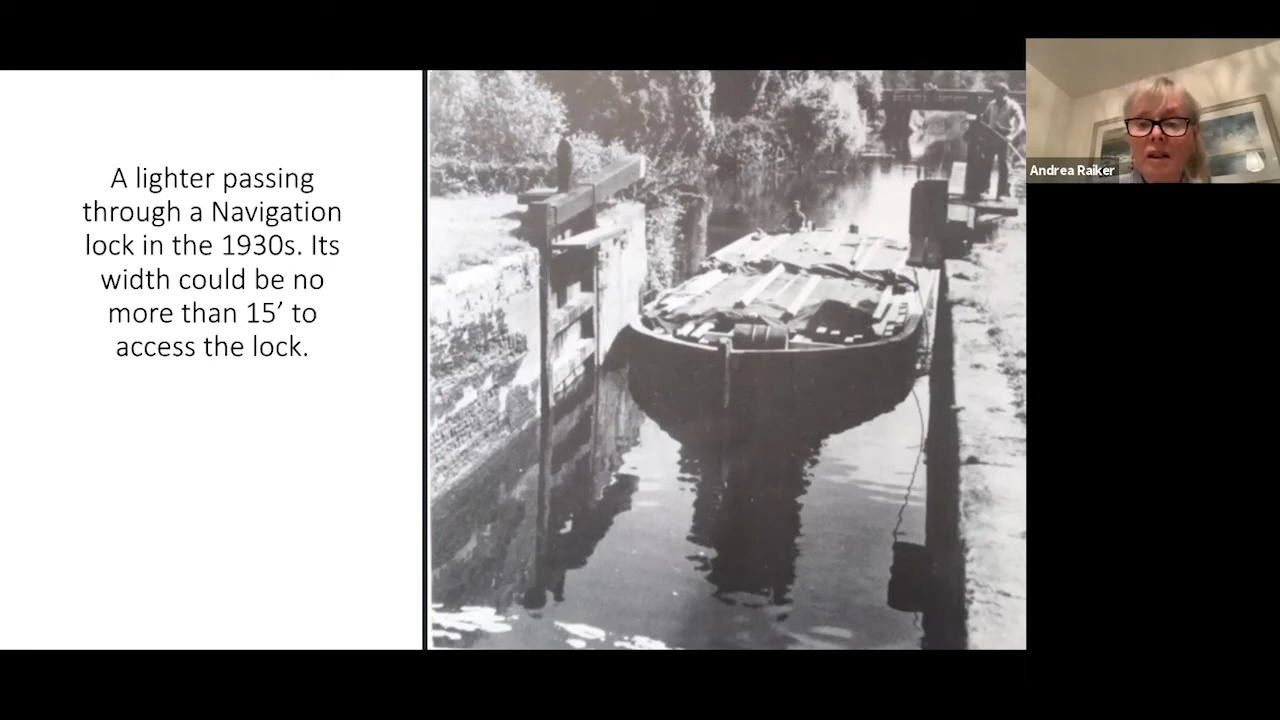 A lighter passing
through a Navigation
lock in the 1930s. Its
width could be no
more than 15’ to
access the lock.
Andrea Raiker